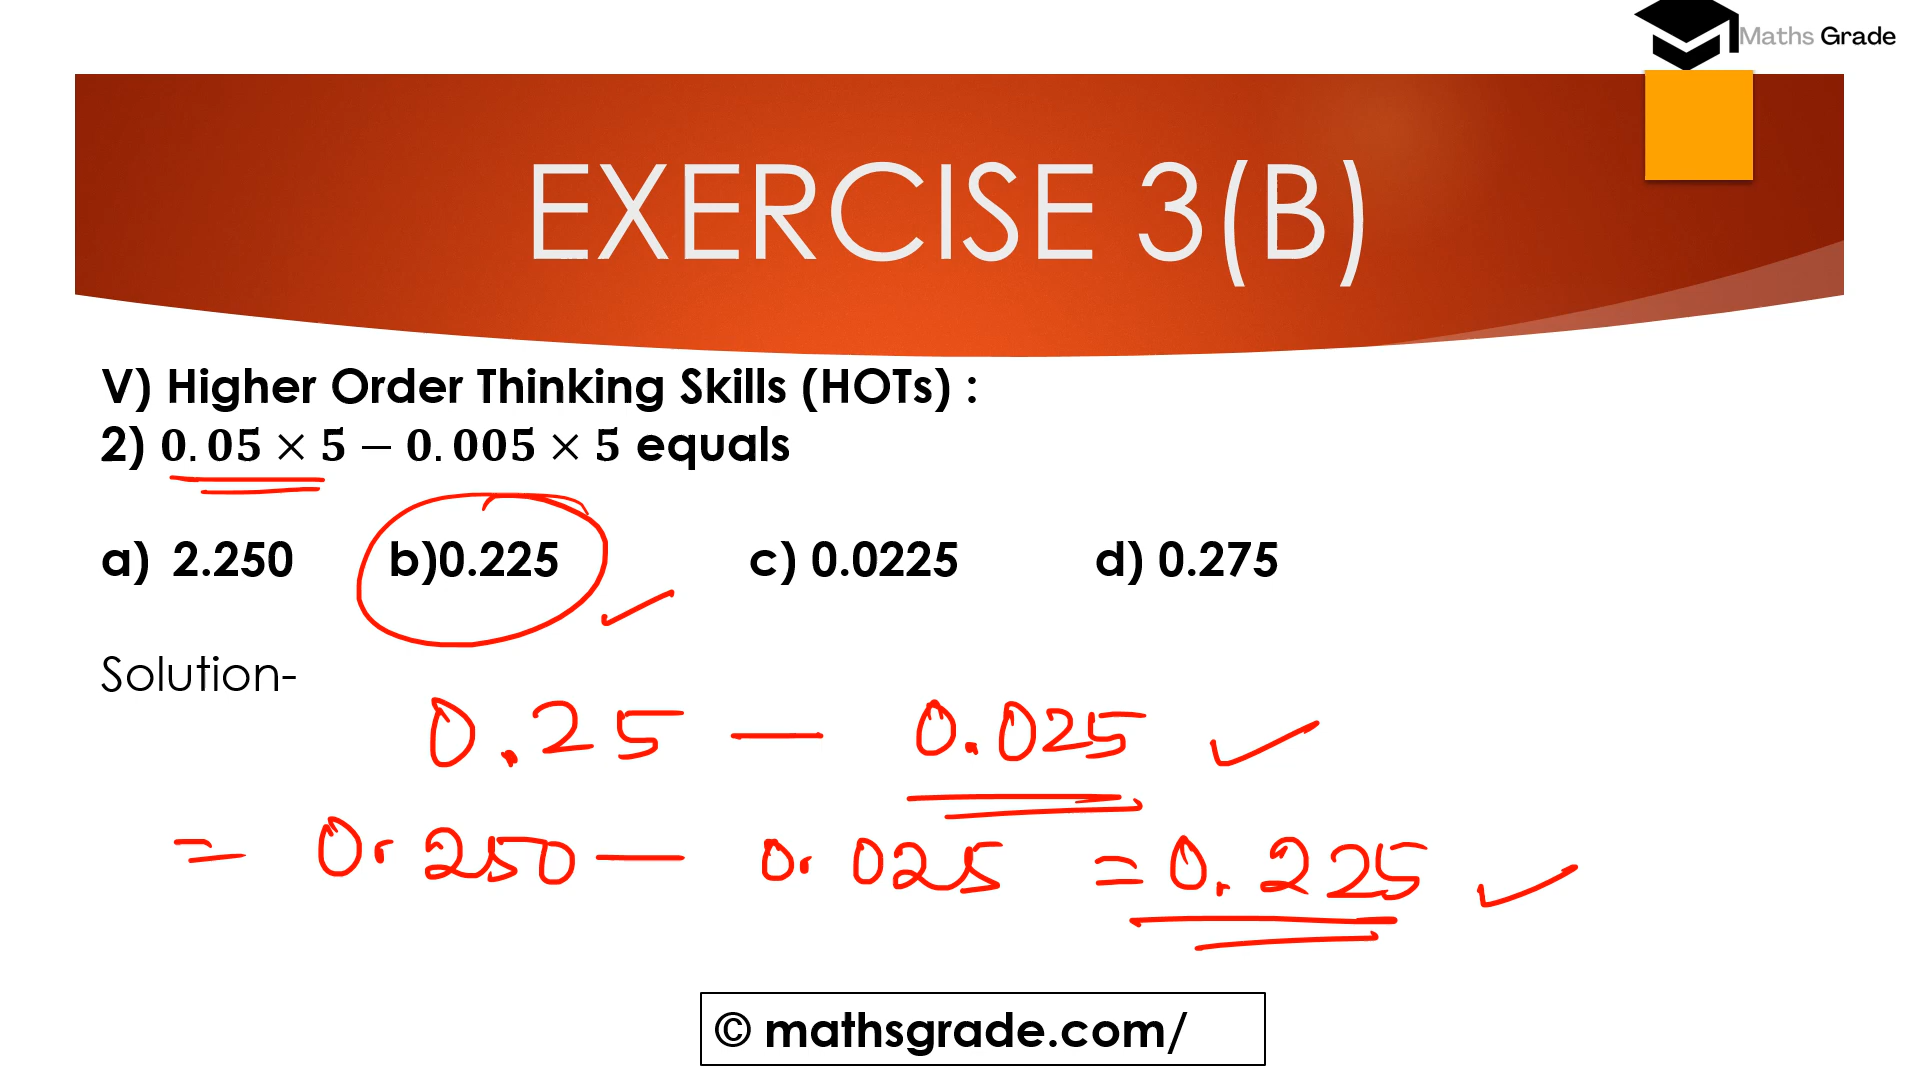 Maths Grade
EXERCISE 3(B)
V) Higher Order Thinking Skills (HOTs) :
2) 0.05 × 5 − 0.005 × 5 equals
a) 2.250 b)0.225 c) 0.0225 d) 0.275
Solution-
0.25 — 0.025
= 0.250 — 0.025 = 0.225
© mathsgrade.com/